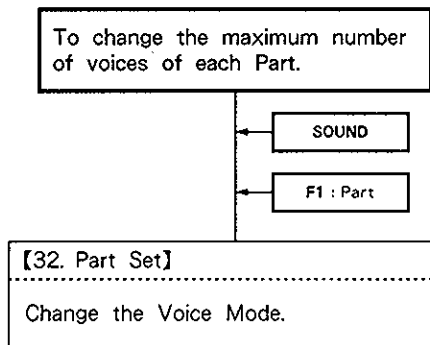 To change the maximum number
of voices of each Part.
SOUND
F1 : Part
【32. Part Set】
Change the Voice Mode.